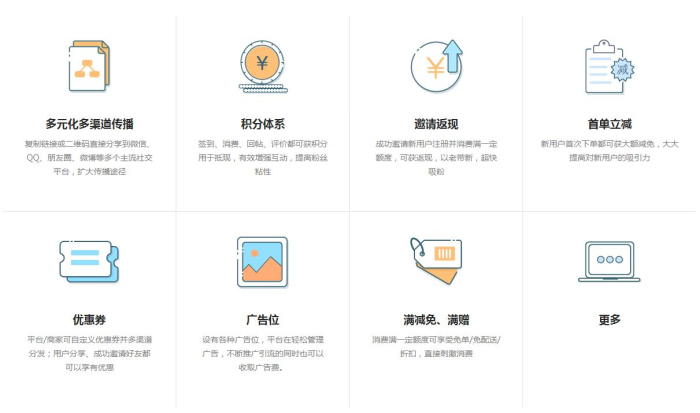 多元化多渠道传播
复制链接或二维码直接分享到微信、
QQ、朋友圈、微博等多个主流社交
平台，扩大传播途径
¥
积分体系
签到、消费、回帖、评价都可获积分
用于抵现，有效增强互动，提高粉丝
粘性
¥
邀请返现
成功邀请新用户注册并消费满一定
额度，可获返现，以老带新，超快
吸粉
减
首单立减
新用户首次下单都可获大额减免，大大
提高对新用户的吸引力
优惠券
平台/商家可自定义优惠券并多渠道
分发；用户分享、成功邀请好友都
可以享有优惠
广告位
设有各种广告位，平台在轻松管理
广告，不断推广引流的同时也可以
收取广告费。
满减免、满赠
消费满一定额度可享受免单/免配送/
折扣，直接刺激消费
更多